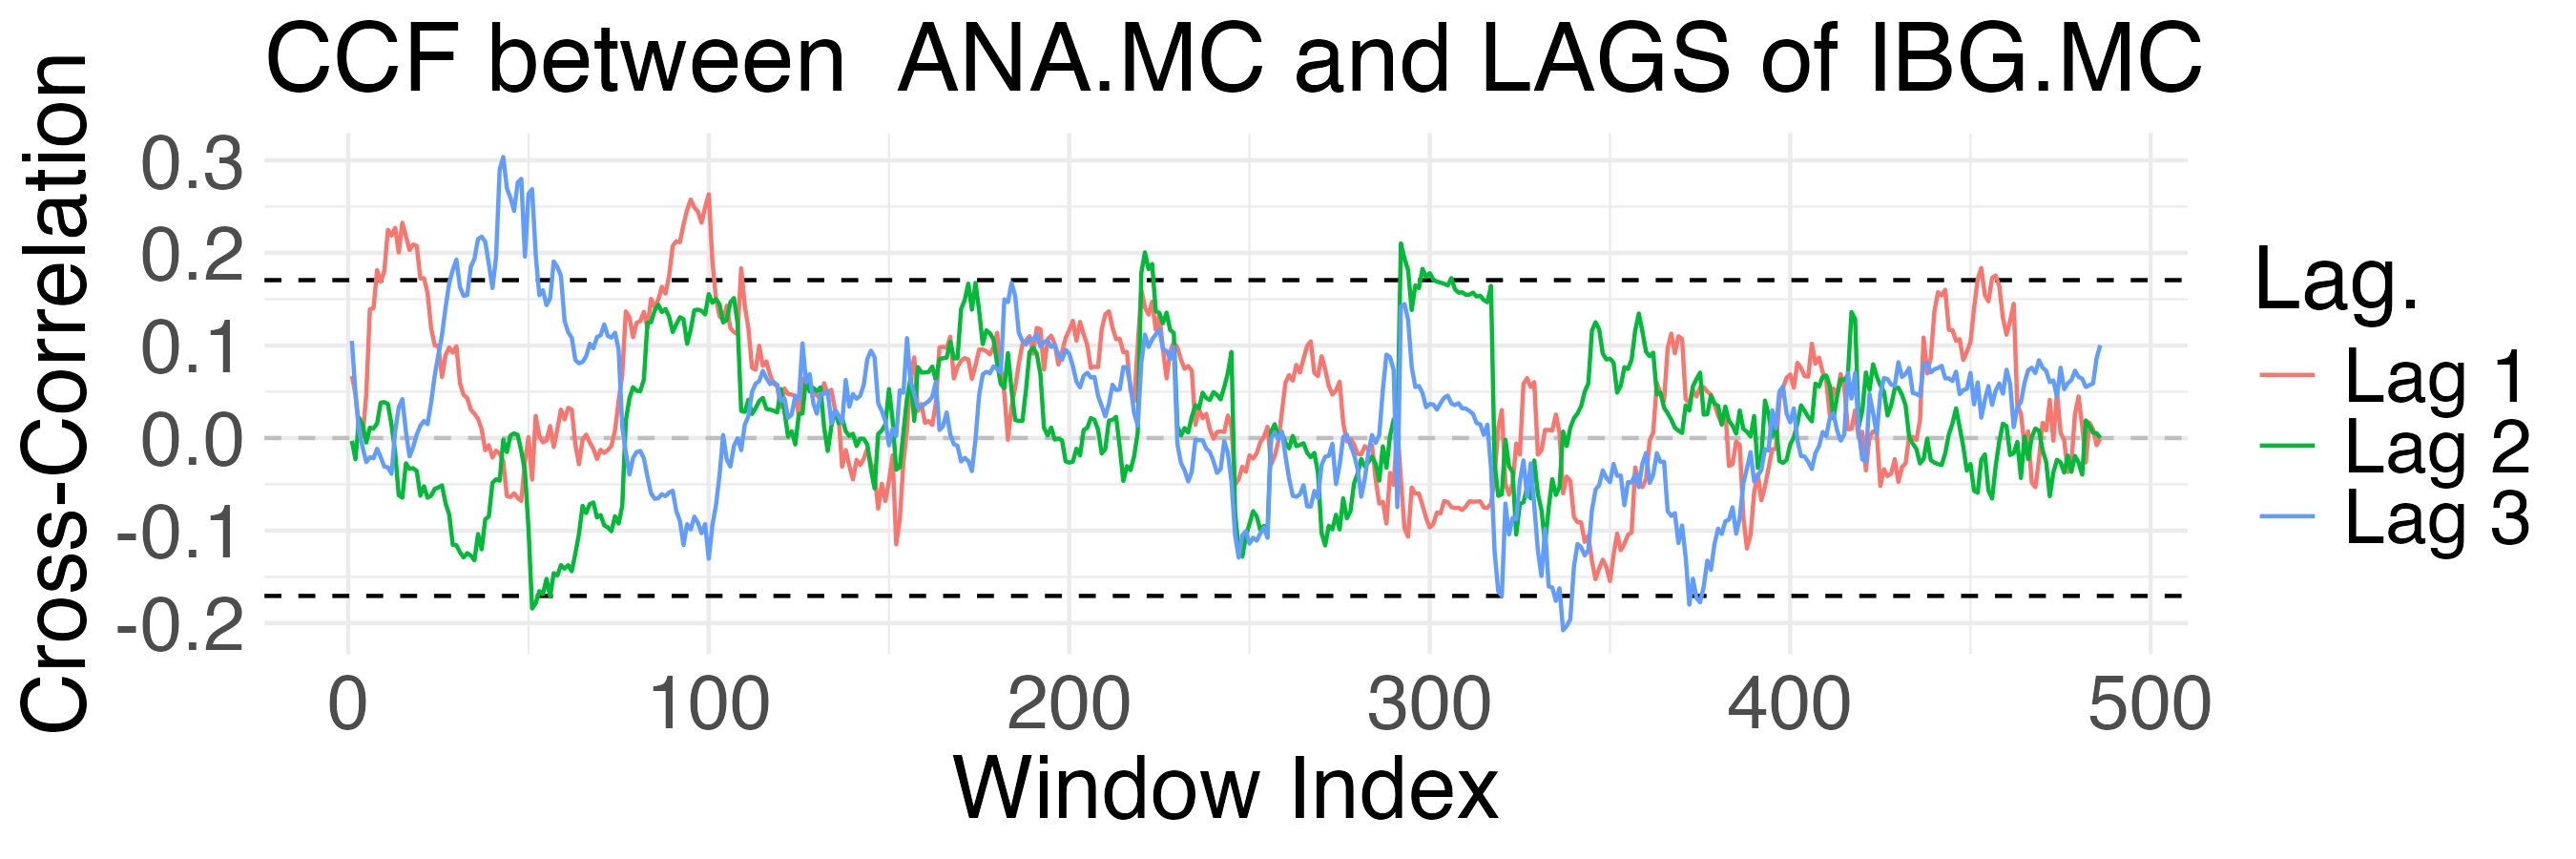 CCF between  ANA.MC and LAGS of IBG.MC
Cross-Correlation
0.3
0.2
0.1
0.0
-0.1
-0.2
0 100 200 300 400 500
Window Index
Lag.
Lag 1
Lag 2
Lag 3